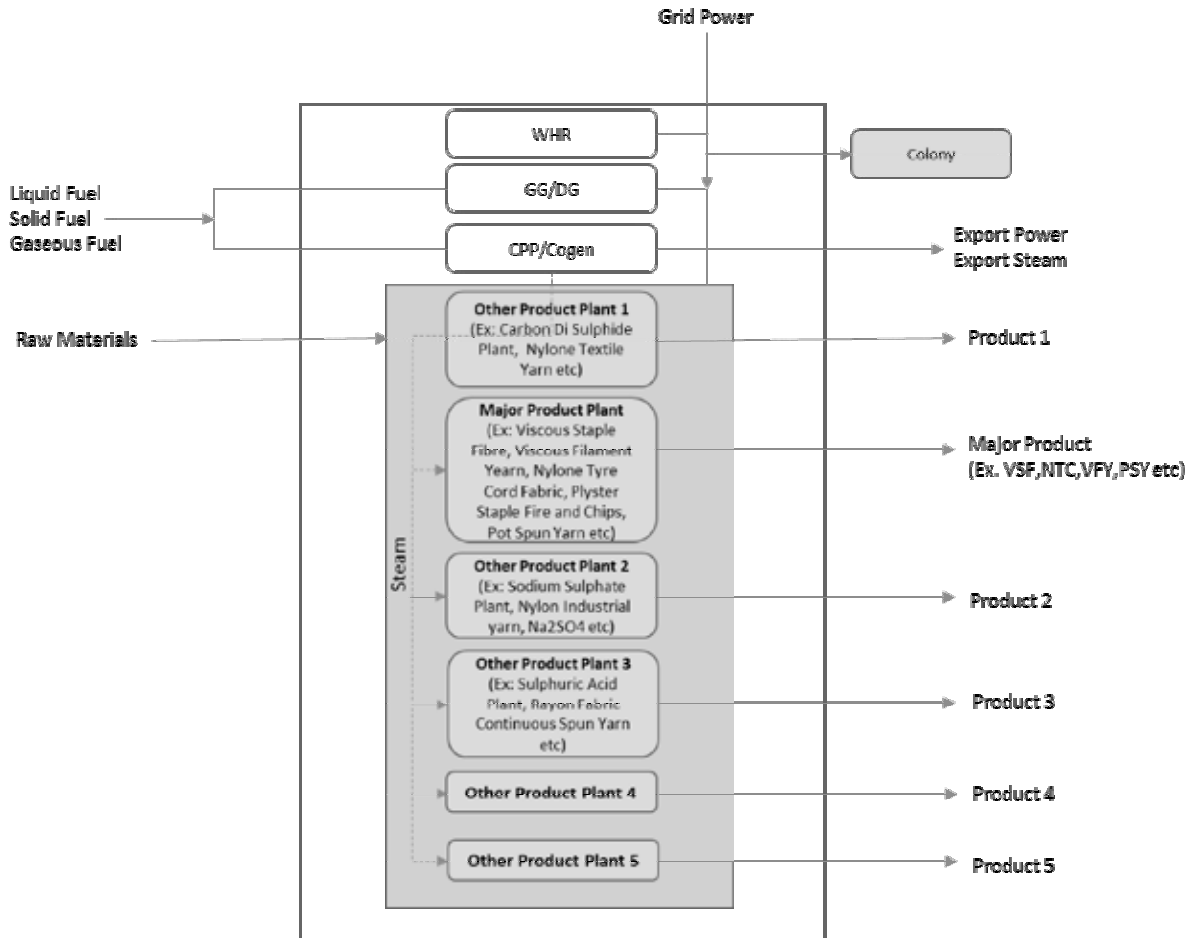 Grid Power
WHR
Colony
GG/DG
Liquid Fuel
Solid Fuel
Gaseous Fuel
CPP/Cogen
Export Power
Export Steam
Other Product Plant 1
(Ex: Carbon Di Sulphide
Plant, Nylone Textile
Yarn etc)
Raw Materials
Product 1
Major Product Plant
(Ex: Viscous Staple
Fibre, Viscous Filament
Yearn, Nylone Tyre
Cord Fabric, Plyster
Staple Fire and Chips,
Pot Spun Yarn etc)
Major Product
(Ex. VSF,NTC,VFY,PSY etc)
Steam
Other Product Plant 2
(Ex: Sodium Sulphate
Plant, Nylon Industrial
yarn, Na2SO4 etc)
Product 2
Other Product Plant 3
(Ex: Sulphuric Acid
Plant, Rayon Fabric
Continuous Spun Yarn
etc)
Product 3
Other Product Plant 4
Product 4
Other Product Plant 5
Product 5